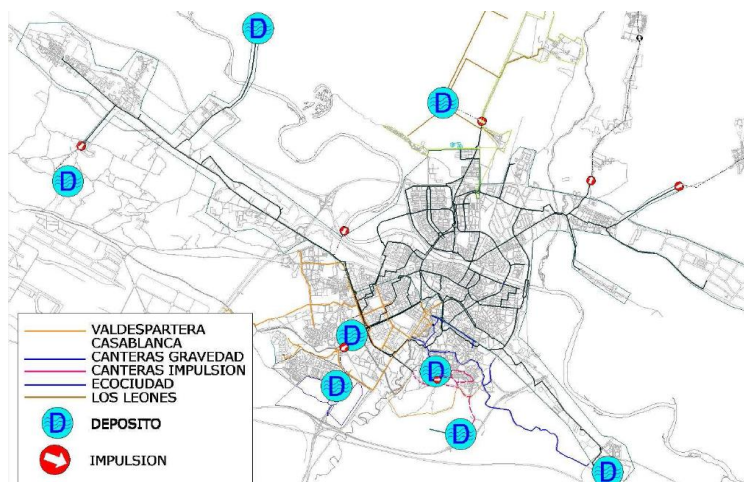 D
D
D
D
D
D
D
D
VALDESPARTERA
CASABLANCA
CANTERAS GRAVEDAD
CANTERAS IMPULSION
ECOCIUDAD
LOS LEONES
D DEPOSITO
IMPULSION